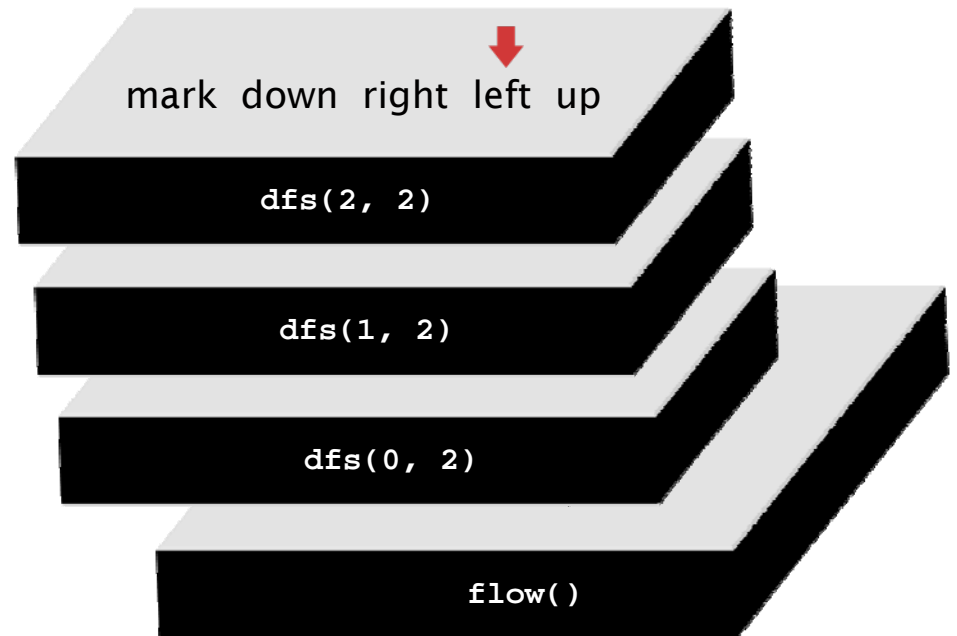 mark down right left up
dfs(2, 2)
dfs(1, 2)
dfs(0, 2)
flow()